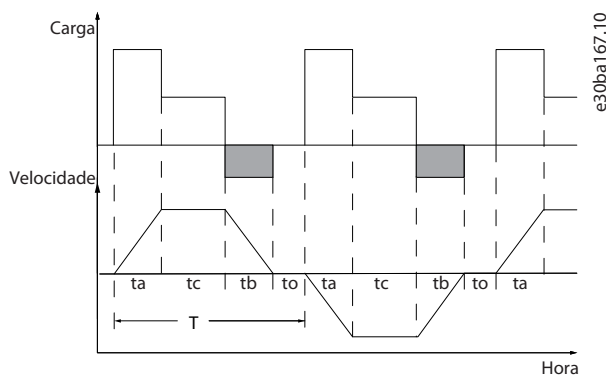 Carga
e30ba167.10
Velocidade
ta tc tb to ta tc tb to ta
T
Hora